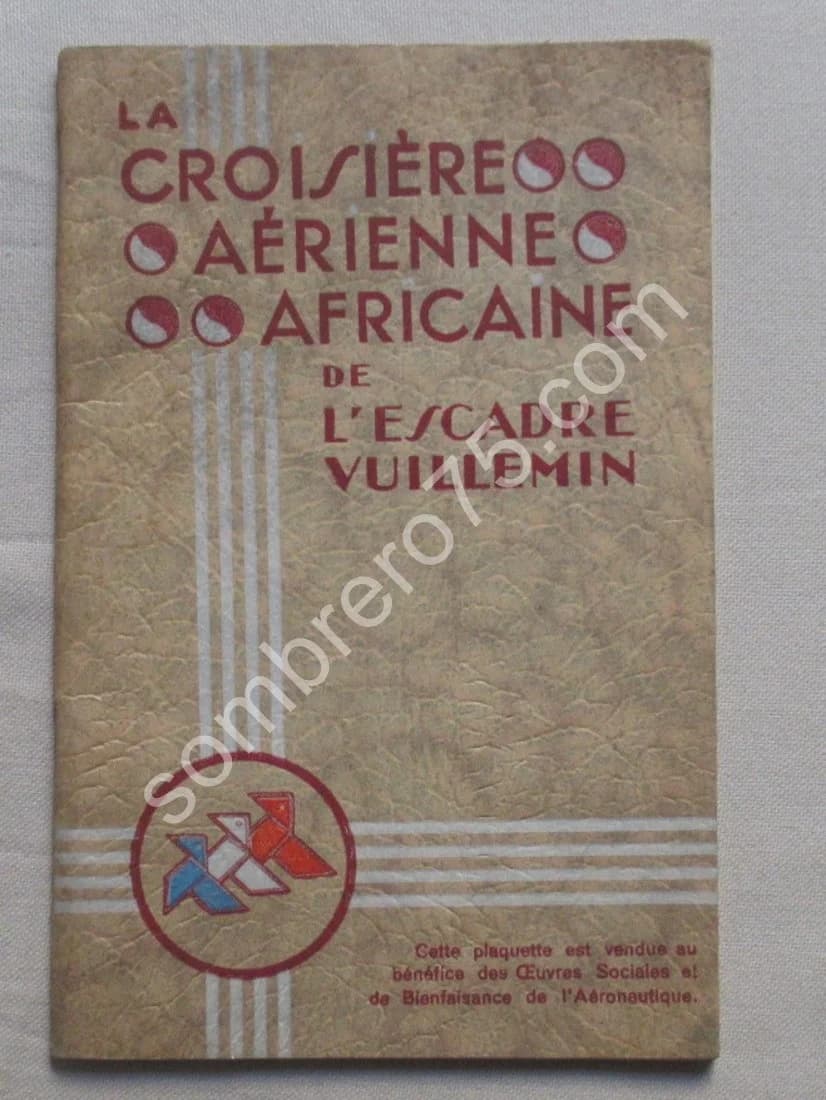 LA
CROISIÈRE
AÉRIENNE
AFRICAINE
DE
L'ESCADRE
VUILLEMIN
sombrero75.com
Cette plaquette est vendue au
bénéfice des Œuvres Sociales et
de Bienfaisance de l'Aéronautique.